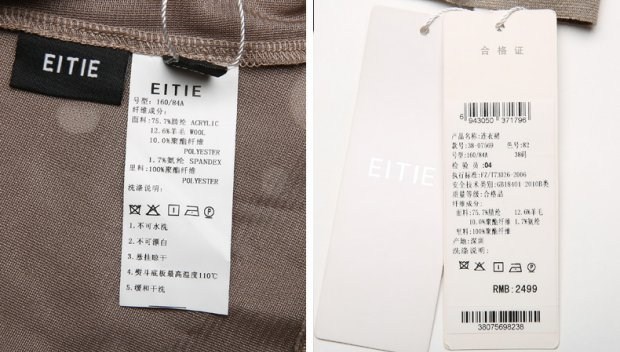 EITIE
EITIE
号型: 160/84A
纤维成分:
面料:75.7%腈纶 ACRYLIC
12.6%羊毛 WOOL
10.0%聚酯纤维
POLYESTER
1.7%氨纶 SPANDEX
里料:100%聚酯纤维
POLYESTER
洗涤说明:
1.不可水洗
2.不可漂白
3.悬挂晾干
4.熨斗底板最高温度110℃
5.缓和干洗
EITIE
合格证
6 943050 371796
产品名称:连衣裙
号型:160/84A 38码
检验员:04
执行标准:FZ/T73026-2006
安全技术类别:GB18401 2010B类
质量等级:合格品
纤维成分:
面料:75.7%腈纶 12.6%羊毛
10.0%聚酯纤维 1.7%氨纶
里料:100%聚酯纤维
产地:深圳
洗涤说明:
RMB:2499
38075698238